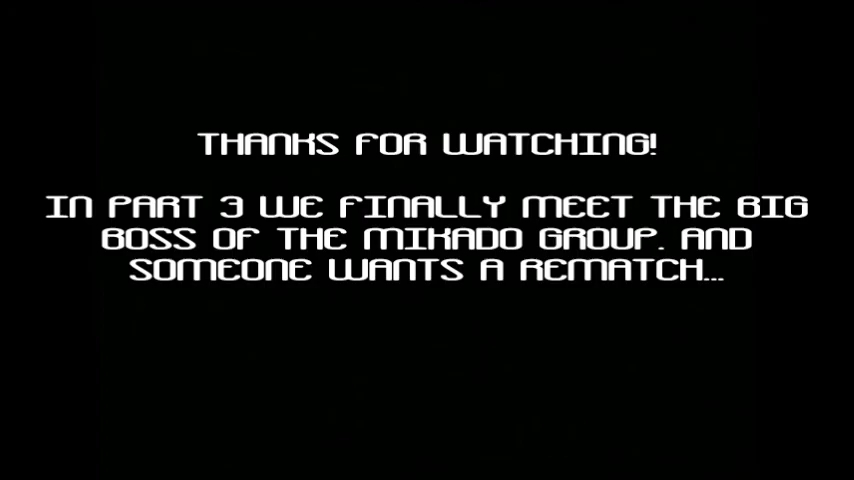 THANKS FOR WATCHING!
IN PART 3 WE FINALLY MEET THE BIG
BOSS OF THE MIKADO GROUP. AND
SOMEONE WANTS A REMATCH...